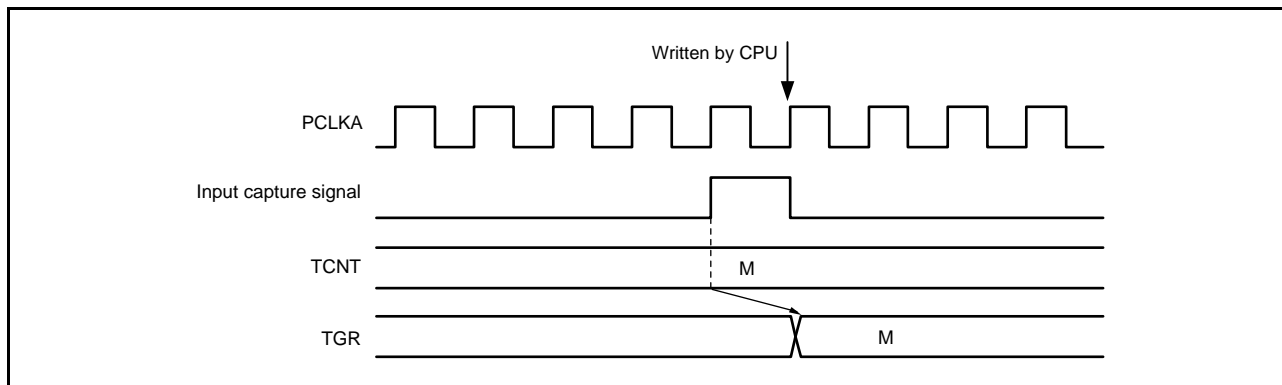 Written by CPU
PCLKA
Input capture signal
TCNT
M
TGR
M